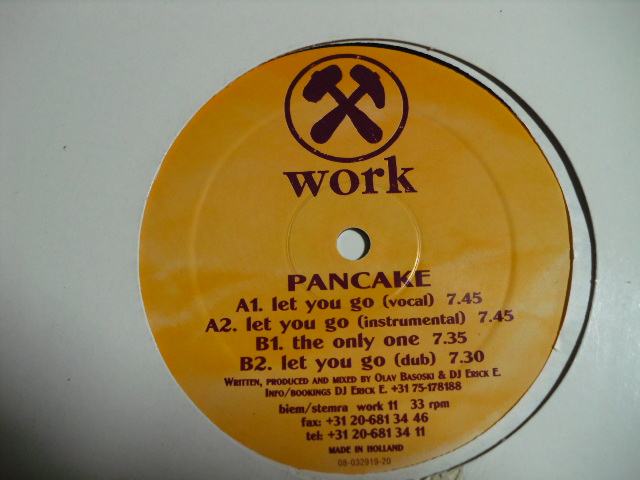 work
PANCAKE
A1. let you go (vocal) 7.45
A2. let you go (instrumental) 7.45
B1. the only one 7.35
B2. let you go (dub) 7.30
Written, produced and mixed by Olav Basoski & DJ Erick E.
Info/bookings DJ Erick E. +31 75-178188
biem/stemra work 11 33 rpm
fax: +31 20-681 34 46
tel: +31 20-681 34 11
MADE IN HOLLAND
08-032919-20